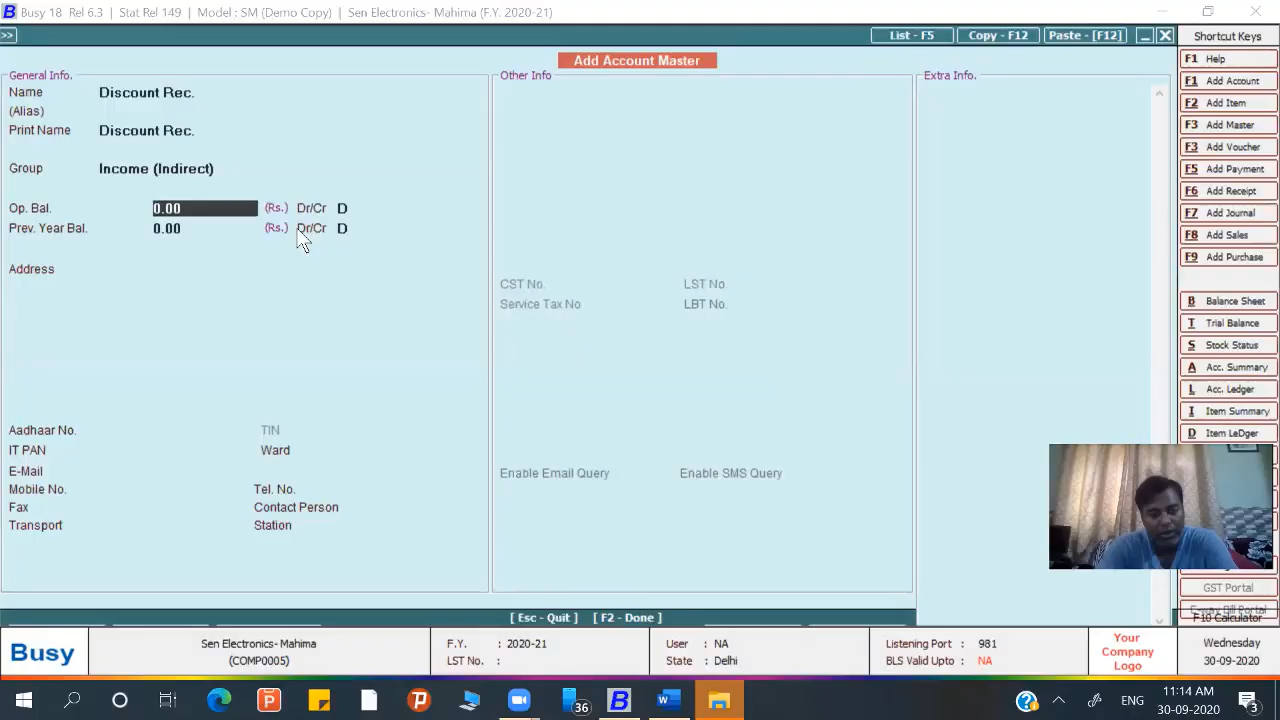 Busy 18 Rel 6.3 | Stat Rel 149 | Model : SM (Demo Copy) | Sen Electronics- Mahima (F.Y. 2020-21)
>> List - F5 Copy - F12 Paste - [F12]
Shortcut Keys
Add Account Master
General Info. Other Info Extra Info.
Name Discount Rec.
(Alias)
Print Name Discount Rec.
Group Income (Indirect)
Op. Bal. 0.00 (Rs.) Dr/Cr D
Prev. Year Bal. 0.00 (Rs.) Dr/Cr D
Address
CST No. LST No.
Service Tax No LBT No.
Aadhaar No. TIN
IT PAN Ward
E-Mail
Enable Email Query Enable SMS Query
Mobile No. Tel. No.
Fax Contact Person
Transport Station
F1 Help
F1 Add Account
F2 Add Item
F3 Add Master
F3 Add Voucher
F5 Add Payment
F6 Add Receipt
F7 Add Journal
F8 Add Sales
F9 Add Purchase
B Balance Sheet
T Trial Balance
S Stock Status
A Acc. Summary
L Acc. Ledger
I Item Summary
D Item LeDger
GST Portal
F10 Calculator
[ Esc - Quit ] [ F2 - Done ]
Busy
Sen Electronics- Mahima
(COMP0005)
F.Y. : 2020-21
LST No. :
User : NA
State : Delhi
Listening Port : 981
BLS Valid Upto : NA
Your
Company
Logo
Wednesday
30-09-2020
36
ENG
11:14 AM
30-09-2020
3